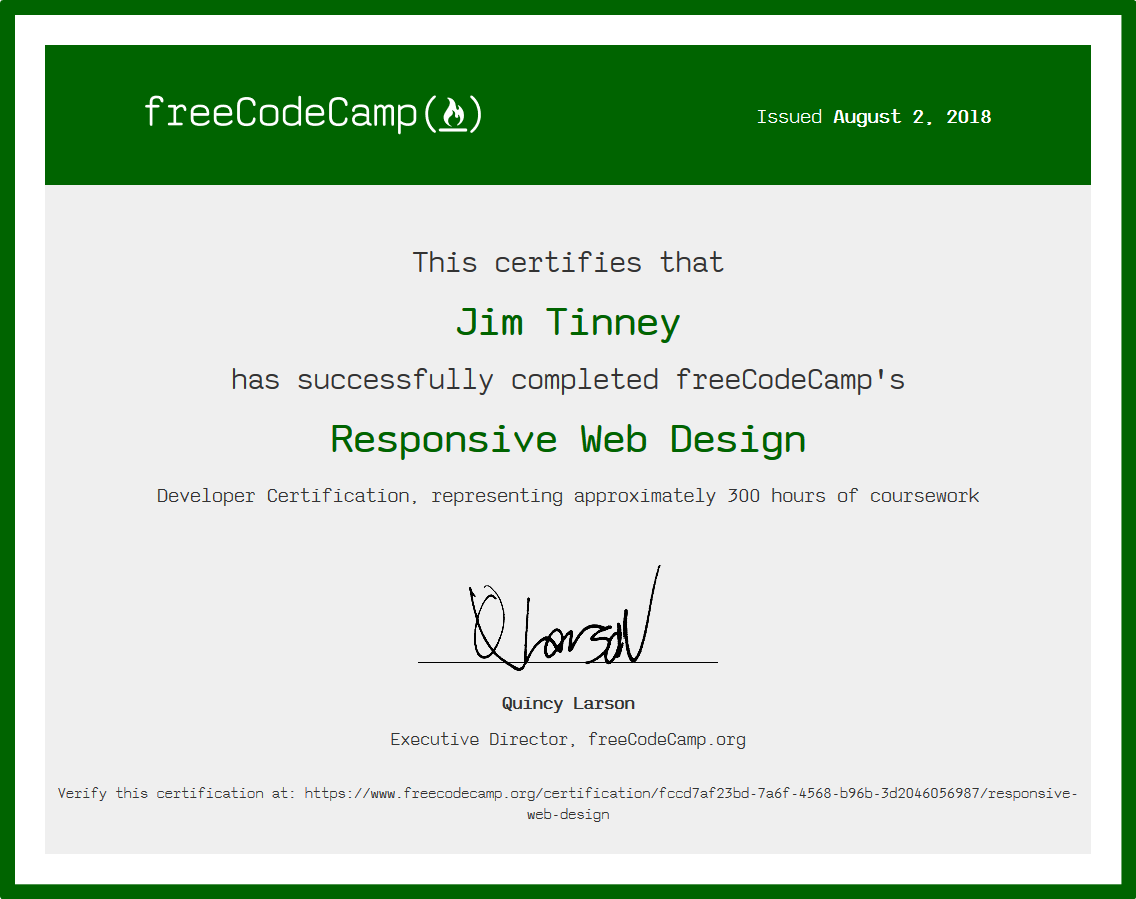 freeCodeCamp(🔥)
Issued August 2, 2018
This certifies that
Jim Tinney
has successfully completed freeCodeCamp's
Responsive Web Design
Developer Certification, representing approximately 300 hours of coursework
Q Larson
Quincy Larson
Executive Director, freeCodeCamp.org
Verify this certification at: https://www.freecodecamp.org/certification/fccd7af23bd-7a6f-4568-b96b-3d2046056987/responsive-
web-design